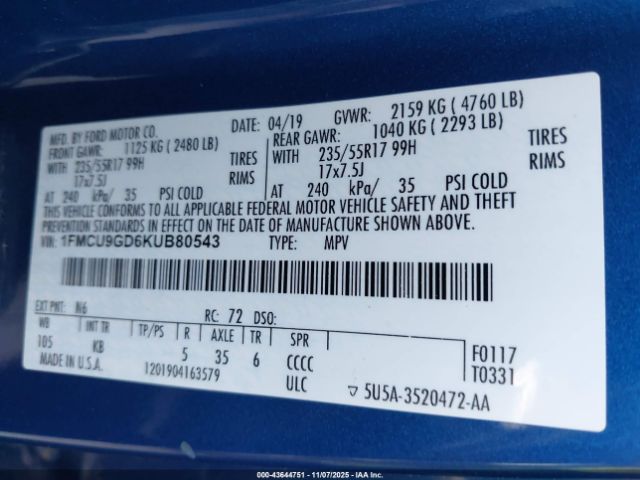 MFD. BY FORD MOTOR CO.
DATE: 04/19 GVWR: 2159 KG ( 4760 LB)
FRONT GAWR: 1125 KG ( 2480 LB)
REAR GAWR: 1040 KG ( 2293 LB)
WITH 235/55R17 99H TIRES
WITH 235/55R17 99H TIRES
17x7.5J RIMS
17x7.5J RIMS
AT 240 kPa/ 35 PSI COLD
AT 240 kPa/ 35 PSI COLD
THIS VEHICLE CONFORMS TO ALL APPLICABLE FEDERAL MOTOR VEHICLE SAFETY AND THEFT
PREVENTION STANDARDS IN EFFECT ON THE DATE OF MANUFACTURE SHOWN ABOVE.
VIN: 1FMCU9GD6KUB80543 TYPE: MPV
EXT PNT: N6 RC: 72 DSO:
WB INT TR TP/PS R AXLE TR SPR
105 KB 5 35 6 CCCC
F0117
T0331
MADE IN U.S.A. 1201904163579 ULC
▽ 5U5A-3520472-AA
000-43644751 - 11/07/2025 - IAA Inc.